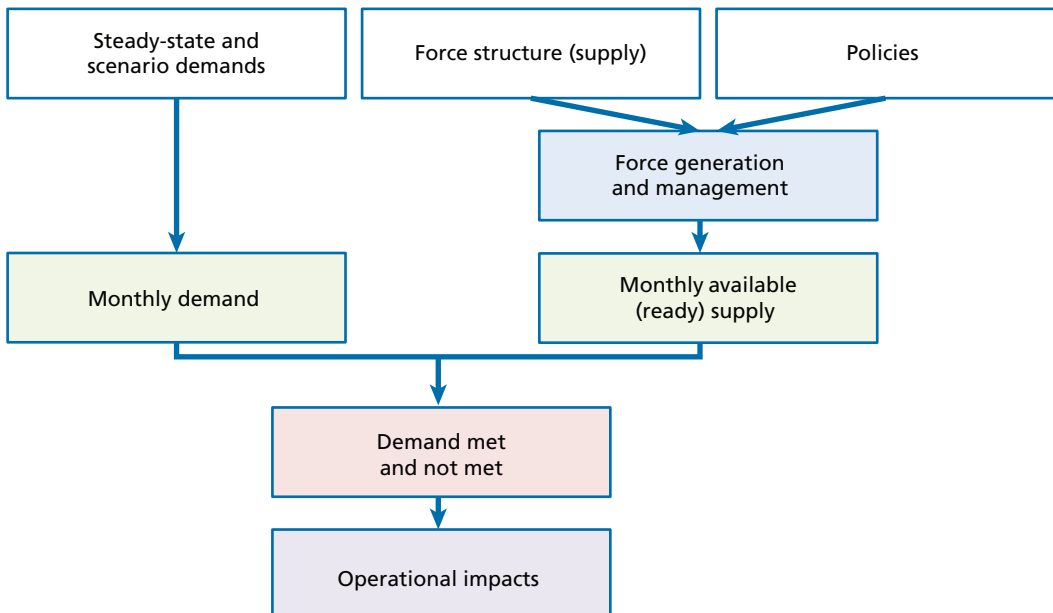 Steady-state and
scenario demands
Force structure (supply)
Policies
Force generation
and management
Monthly demand
Monthly available
(ready) supply
Demand met
and not met
Operational impacts